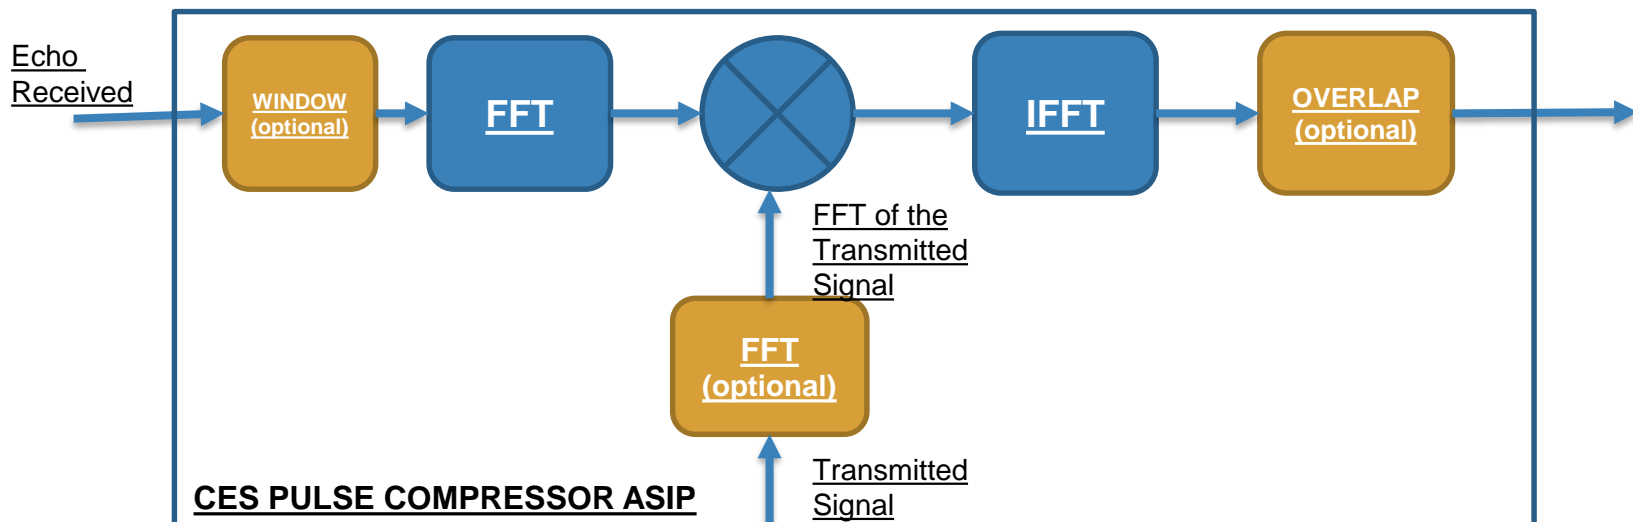 Echo
Received
WINDOW
(optional)
FFT
IFFT
OVERLAP
(optional)
FFT of the
Transmitted
Signal
FFT
(optional)
Transmitted
Signal
CES PULSE COMPRESSOR ASIP